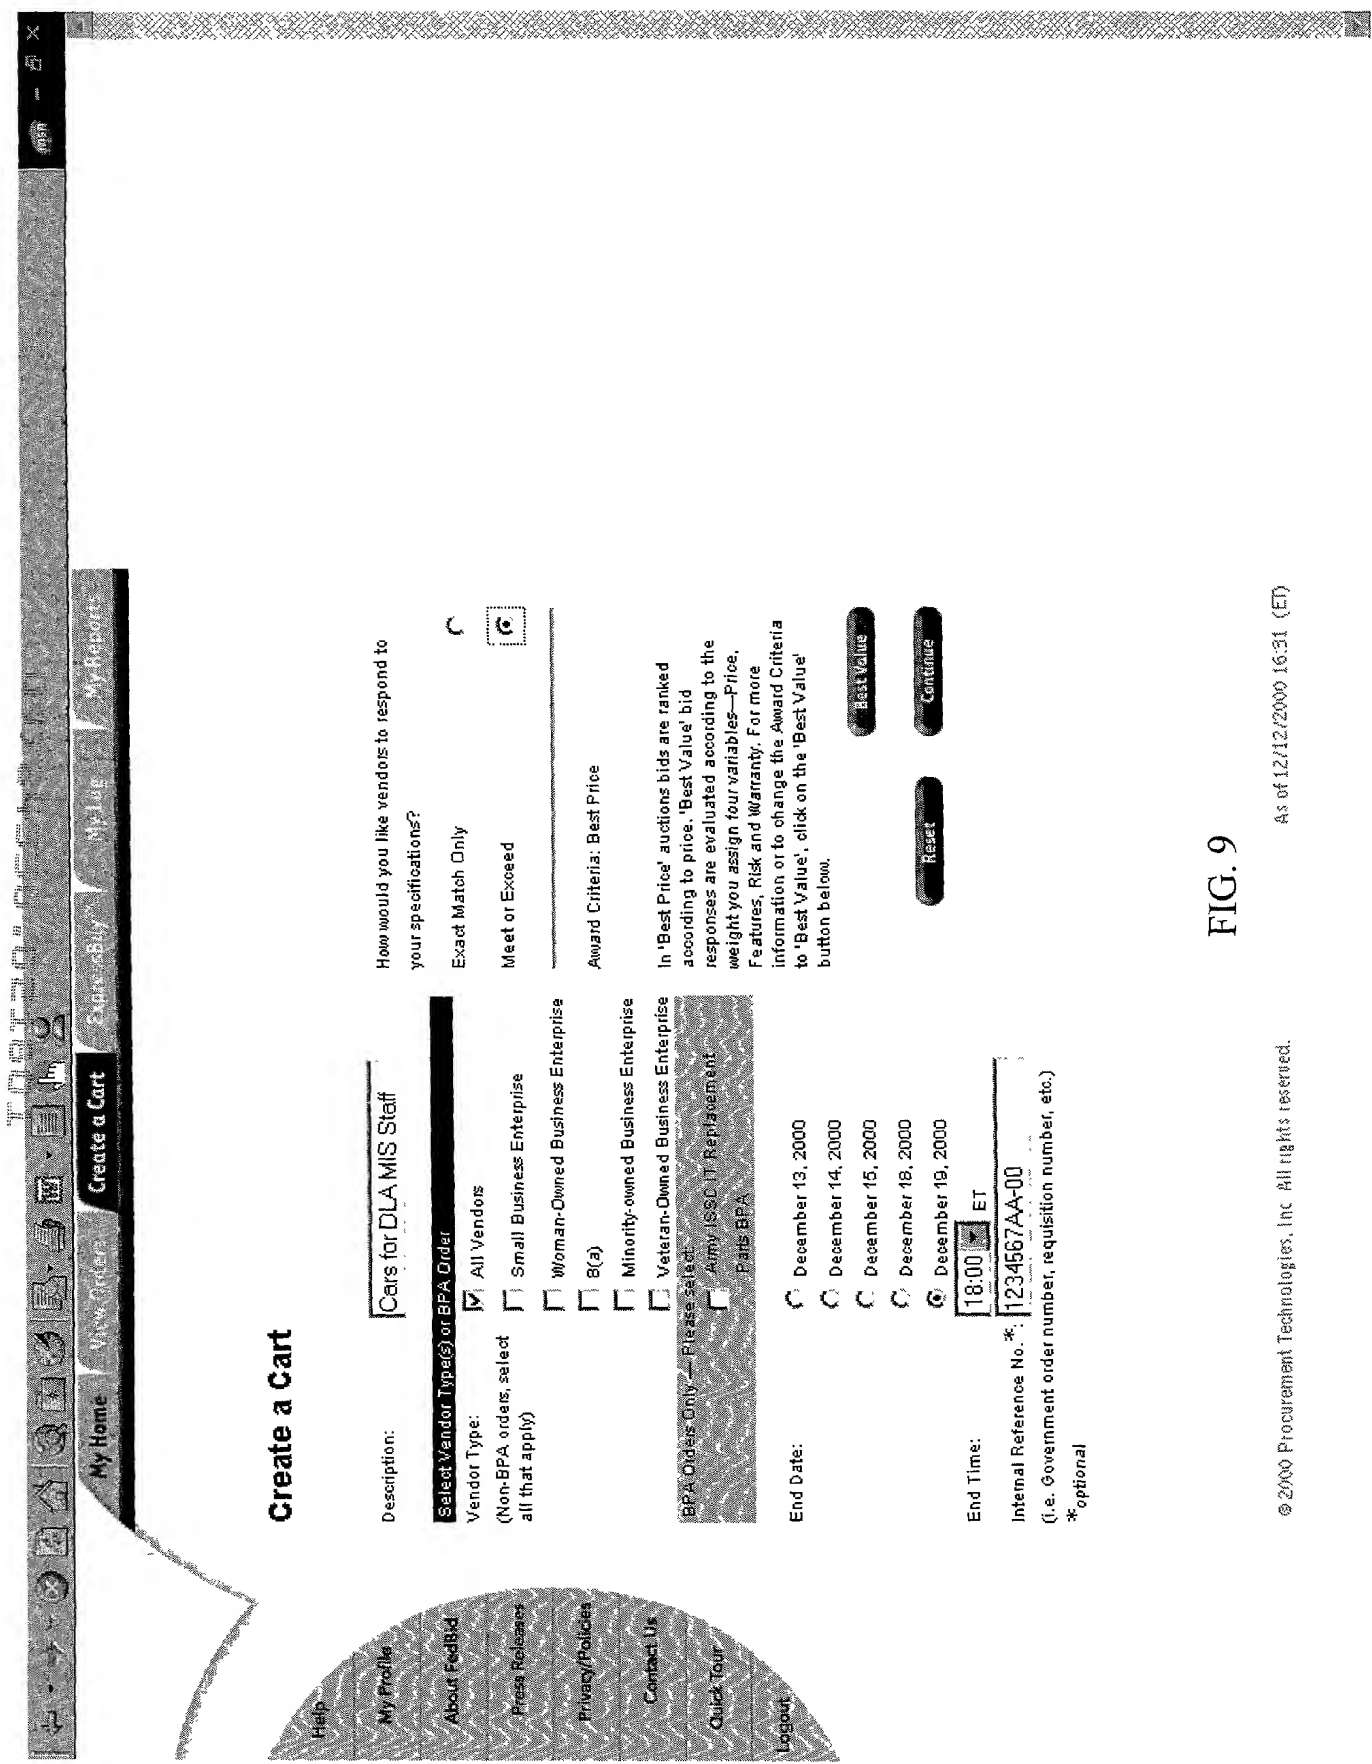 msn
My Home
View Orders
Create a Cart
ExpressBuy™
My Log
My Reports
Help
My Profile
About FedBid
Press Releases
Privacy/Policies
Contact Us
Quick Tour
Logout
Create a Cart
Description:
Cars for DLA MIS Staff
Select Vendor Type(s) or BPA Order
Vendor Type:
(Non-BPA orders, select
all that apply)
All Vendors
Small Business Enterprise
Woman-Owned Business Enterprise
8(a)
Minority-owned Business Enterprise
Veteran-Owned Business Enterprise
BPA Orders Only — Please select:
Army ISSC IT Replacement
Parts BPA
End Date:
December 13, 2000
December 14, 2000
December 15, 2000
December 18, 2000
December 19, 2000
End Time:
18:00 ET
Internal Reference No.*:
1234567AA-00
(i.e. Government order number, requisition number, etc.)
*optional
How would you like vendors to respond to
your specifications?
Exact Match Only
Meet or Exceed
Award Criteria: Best Price
In 'Best Price' auctions bids are ranked
according to price. 'Best Value' bid
responses are evaluated according to the
weight you assign four variables—Price,
Features, Risk and Warranty. For more
information or to change the Award Criteria
to 'Best Value', click on the 'Best Value'
button below.
Best Value
Reset
Continue
FIG. 9
© 2000 Procurement Technologies, Inc All rights reserved.
As of 12/12/2000 16:31 (ET)